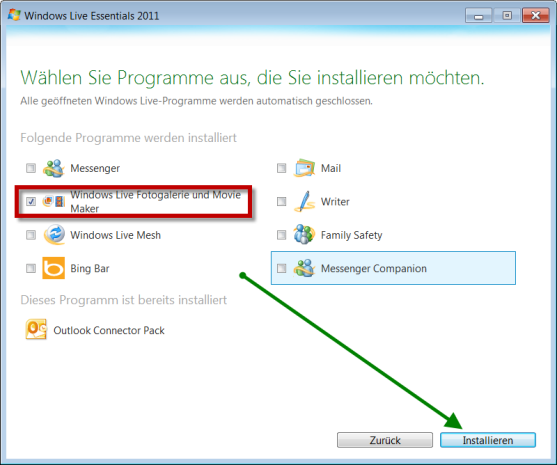 Windows Live Essentials 2011
Wählen Sie Programme aus, die Sie installieren möchten.
Alle geöffneten Windows Live-Programme werden automatisch geschlossen.
Folgende Programme werden installiert
Messenger
Mail
Windows Live Fotogalerie und Movie
Maker
Writer
Windows Live Mesh
Family Safety
Bing Bar
Messenger Companion
Dieses Programm ist bereits installiert
Outlook Connector Pack
Zurück
Installieren